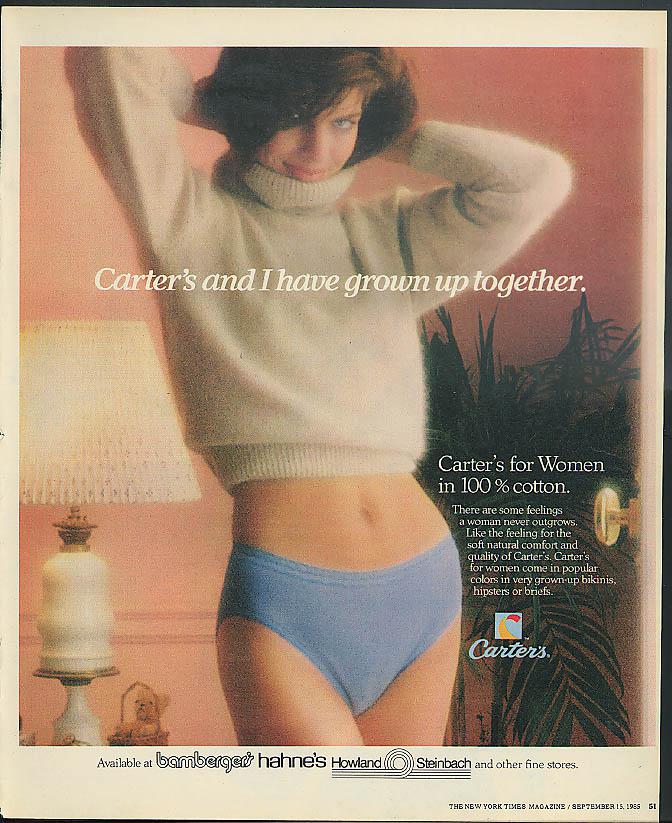 Carter's and I have grown up together.
Carter's for Women
in 100% cotton.
There are some feelings
a woman never outgrows.
Like the feeling for the
soft natural comfort and
quality of Carter's. Carter's
for women come in popular
colors in very grown-up bikinis,
hipsters or briefs.
Carter's.
Available at bamberger's hahne's Howland Steinbach and other fine stores.
THE NEW YORK TIMES MAGAZINE / SEPTEMBER 15, 1985 51